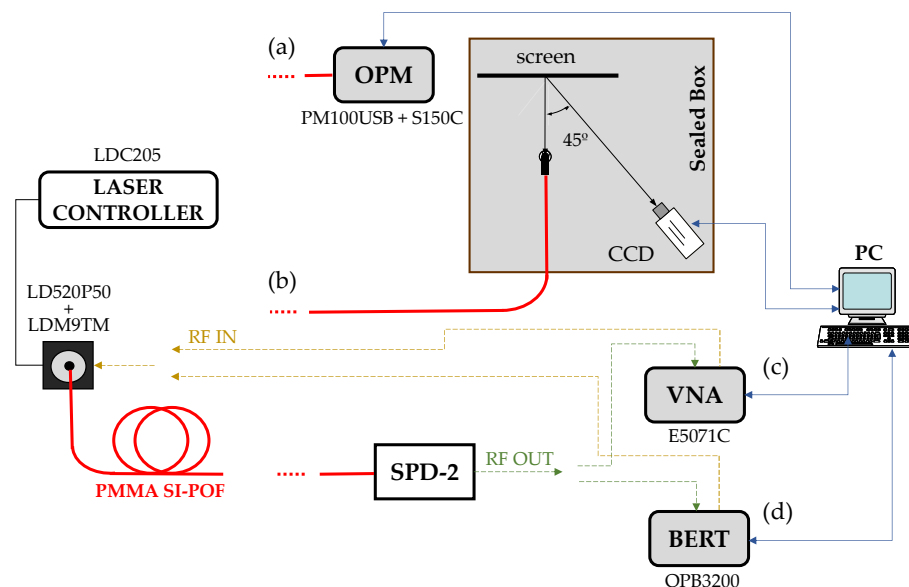 (a)
OPM
PM100USB + S150C
screen
45º
Sealed Box
CCD
LDC205
LASER
CONTROLLER
PC
(b)
LD520P50
+
LDM9TM
RF IN
(c)
VNA
E5071C
PMMA SI-POF
SPD-2
RF OUT
(d)
BERT
OPB3200